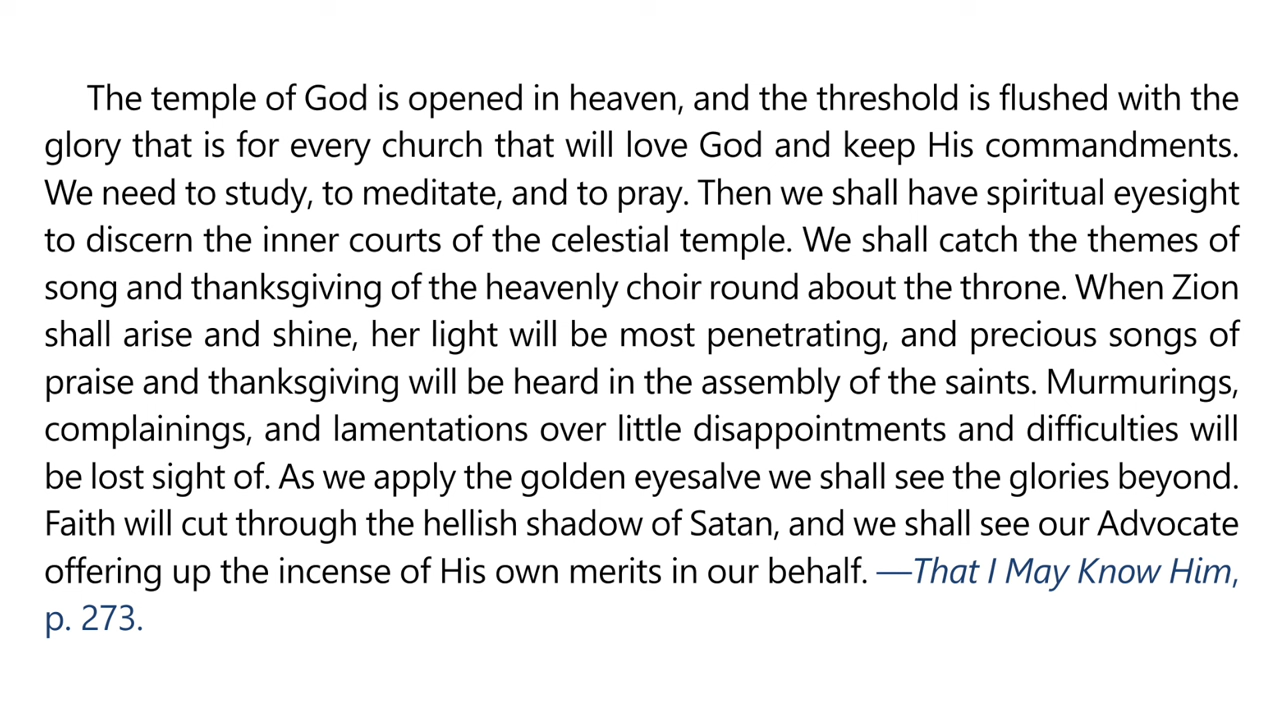 The temple of God is opened in heaven, and the threshold is flushed with the
glory that is for every church that will love God and keep His commandments.
We need to study, to meditate, and to pray. Then we shall have spiritual eyesight
to discern the inner courts of the celestial temple. We shall catch the themes of
song and thanksgiving of the heavenly choir round about the throne. When Zion
shall arise and shine, her light will be most penetrating, and precious songs of
praise and thanksgiving will be heard in the assembly of the saints. Murmurings,
complainings, and lamentations over little disappointments and difficulties will
be lost sight of. As we apply the golden eyesalve we shall see the glories beyond.
Faith will cut through the hellish shadow of Satan, and we shall see our Advocate
offering up the incense of His own merits in our behalf. —That I May Know Him,
p. 273.